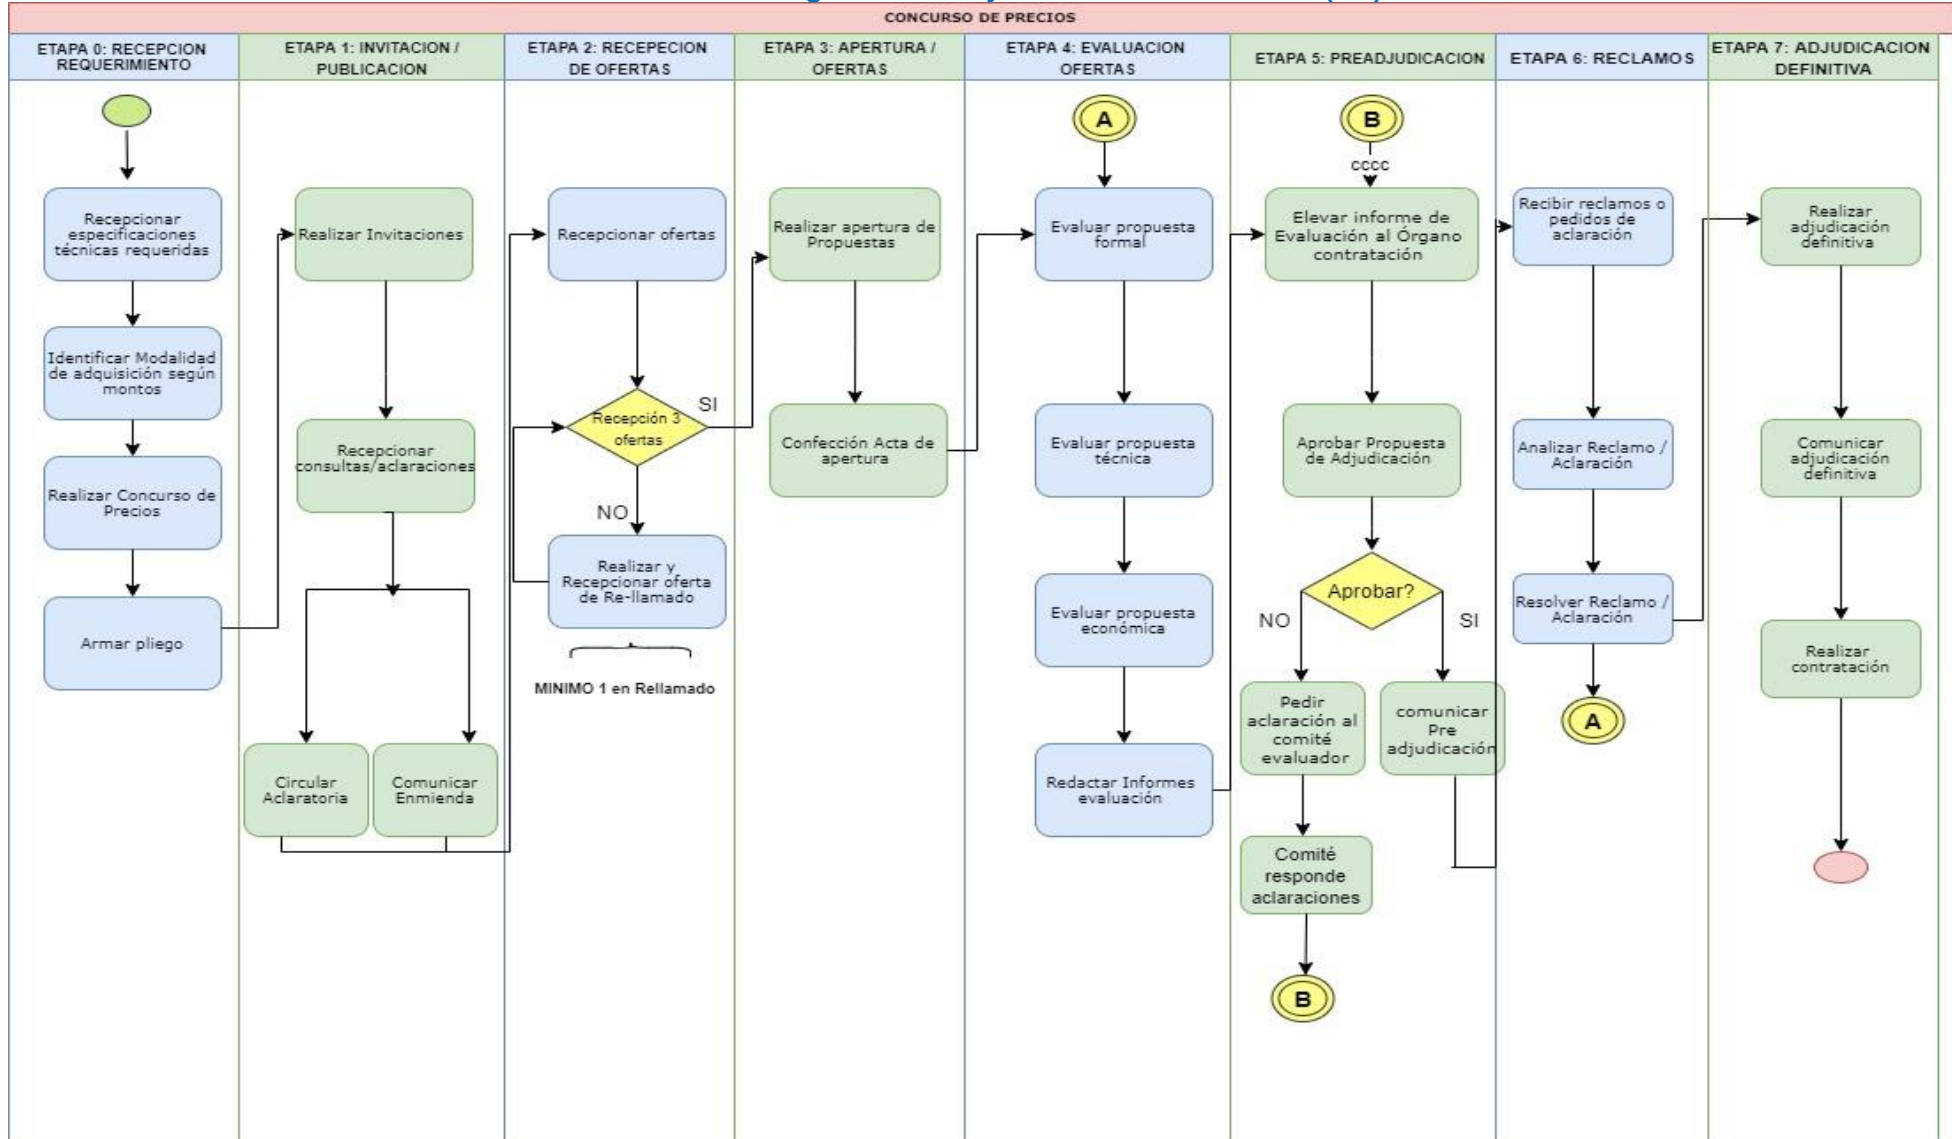 CONCURSO DE PRECIOS
ETAPA 0: RECEPCION
REQUERIMIENTO
Recepcionar
especificaciones
técnicas requeridas
Identificar Modalidad
de adquisición según
montos
Realizar Concurso de
Precios
Armar pliego
ETAPA 1: INVITACION /
PUBLICACION
Realizar Invitaciones
Recepcionar
consultas/aclaraciones
Circular
Aclaratoria
Comunicar
Enmienda
ETAPA 2: RECEPECION
DE OFERTAS
Recepcionar ofertas
Recepción 3
ofertas
SI
NO
Realizar y
Recepcionar oferta
de Re-llamado
MINIMO 1 en Rellamado
ETAPA 3: APERTURA /
OFERTAS
Realizar apertura de
Propuestas
Confección Acta de
apertura
ETAPA 4: EVALUACION
OFERTAS
A
Evaluar propuesta
formal
Evaluar propuesta
técnica
Evaluar propuesta
económica
Redactar Informes
evaluación
ETAPA 5: PREADJUDICACION
B
cccc
Elevar informe de
Evaluación al Órgano
contratación
Aprobar Propuesta
de Adjudicación
Aprobar?
NO
SI
Pedir
aclaración al
comité
evaluador
comunicar
Pre
adjudicación
Comité
responde
aclaraciones
B
ETAPA 6: RECLAMOS
Recibir reclamos o
pedidos de
aclaración
Analizar Reclamo /
Aclaración
Resolver Reclamo /
Aclaración
A
ETAPA 7: ADJUDICACION
DEFINITIVA
Realizar
adjudicación
definitiva
Comunicar
adjudicación
definitiva
Realizar
contratación